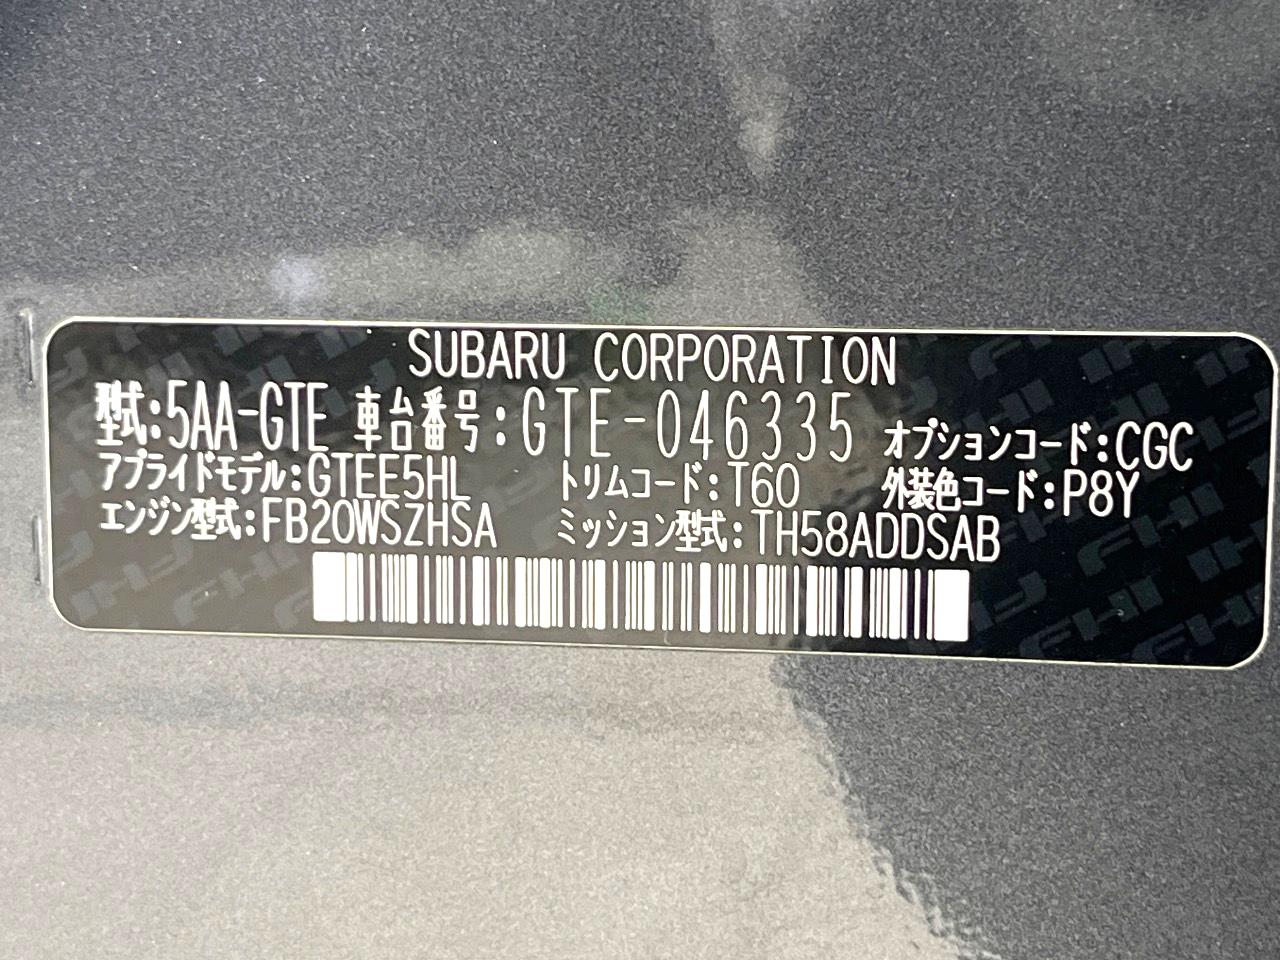 SUBARU CORPORATION
型式:5AA-GTE 車台番号:GTE-046335 オプションコード:CGC
アプライドモデル:GTEE5HL トリムコード:T60 外装色コード:P8Y
エンジン型式:FB20WSZHSA ミッション型式:TH58ADDSAB